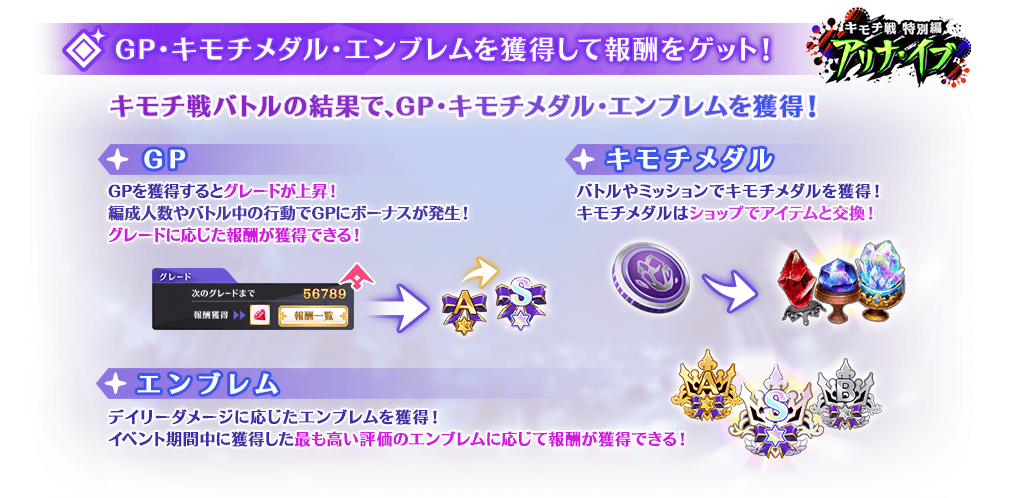 GP・キモチメダル・エンブレムを獲得して報酬をゲット！
キモチ戦 特別編
アリナ・イブ
キモチ戦バトルの結果で、GP・キモチメダル・エンブレムを獲得！
GP
GPを獲得するとグレードが上昇！
編成人数やバトル中の行動でGPにボーナスが発生！
グレードに応じた報酬が獲得できる！
グレード
次のグレードまで 56789
報酬獲得 報酬一覧
A
S
キモチメダル
バトルやミッションでキモチメダルを獲得！
キモチメダルはショップでアイテムと交換！
エンブレム
デイリーダメージに応じたエンブレムを獲得！
イベント期間中に獲得した最も高い評価のエンブレムに応じて報酬が獲得できる！
A
S
B